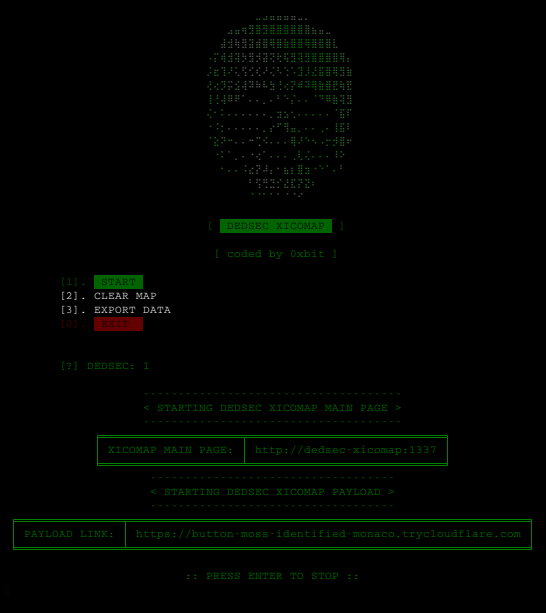 [ DEDSEC XICOMAP ]
[ coded by 0xbit ]
[1]. START
[2]. CLEAR MAP
[3]. EXPORT DATA
[0]. EXIT
[?] DEDSEC: 1
-------------------------------------
< STARTING DEDSEC XICOMAP MAIN PAGE >
-------------------------------------
XICOMAP MAIN PAGE: http://dedsec-xicomap:1337
-----------------------------------
< STARTING DEDSEC XICOMAP PAYLOAD >
-----------------------------------
PAYLOAD LINK: https://button-moss-identified-monaco.trycloudflare.com
:: PRESS ENTER TO STOP ::